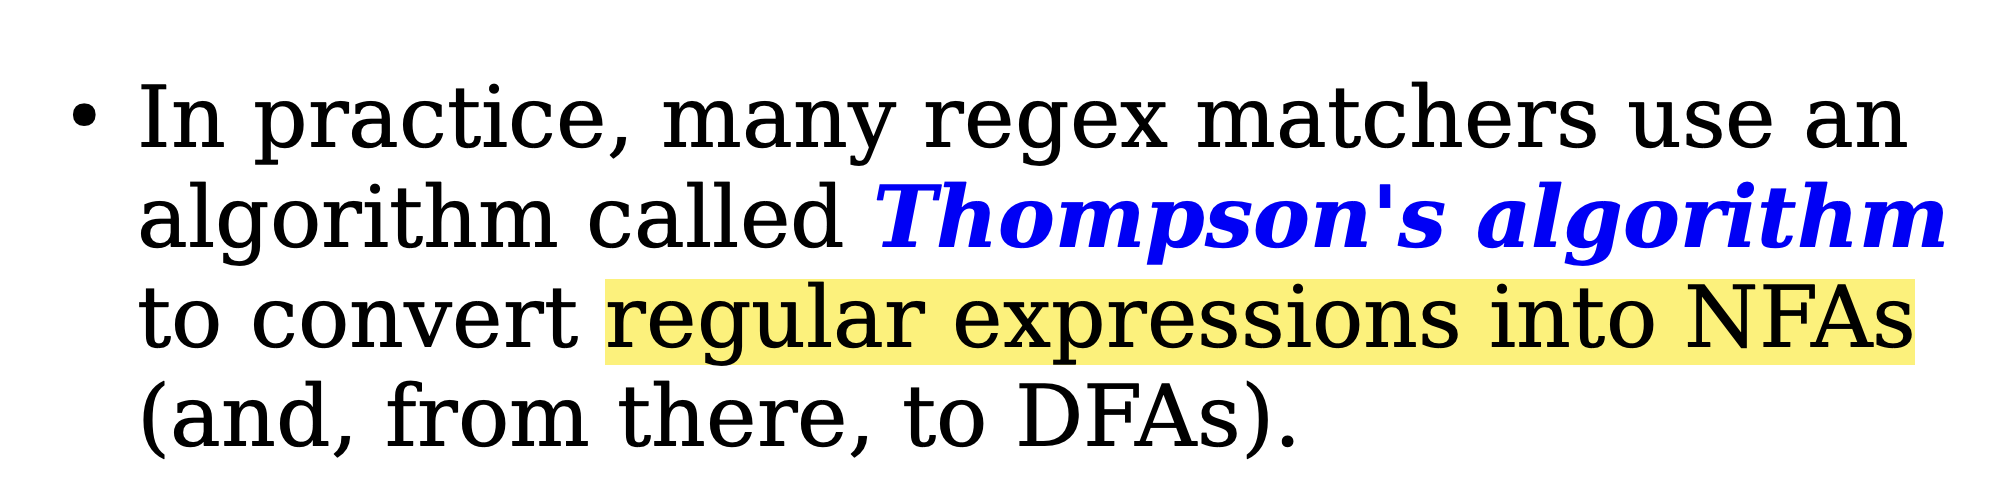 • In practice, many regex matchers use an
algorithm called Thompson's algorithm
to convert regular expressions into NFAs
(and, from there, to DFAs).